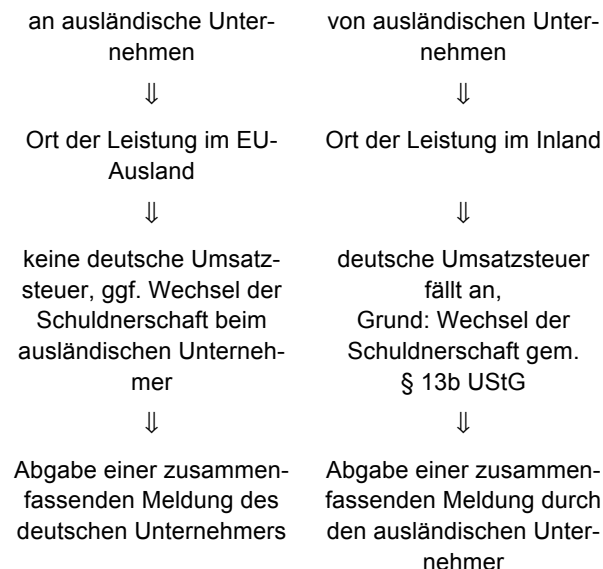 an ausländische Unter-
nehmen
⇓
Ort der Leistung im EU-
Ausland
⇓
keine deutsche Umsatz-
steuer, ggf. Wechsel der
Schuldnerschaft beim
ausländischen Unterneh-
mer
⇓
Abgabe einer zusammen-
fassenden Meldung des
deutschen Unternehmers
von ausländischen Unter-
nehmen
⇓
Ort der Leistung im Inland
⇓
deutsche Umsatzsteuer
fällt an,
Grund: Wechsel der
Schuldnerschaft gem.
§ 13b UStG
⇓
Abgabe einer zusammen-
fassenden Meldung durch
den ausländischen Unter-
nehmer